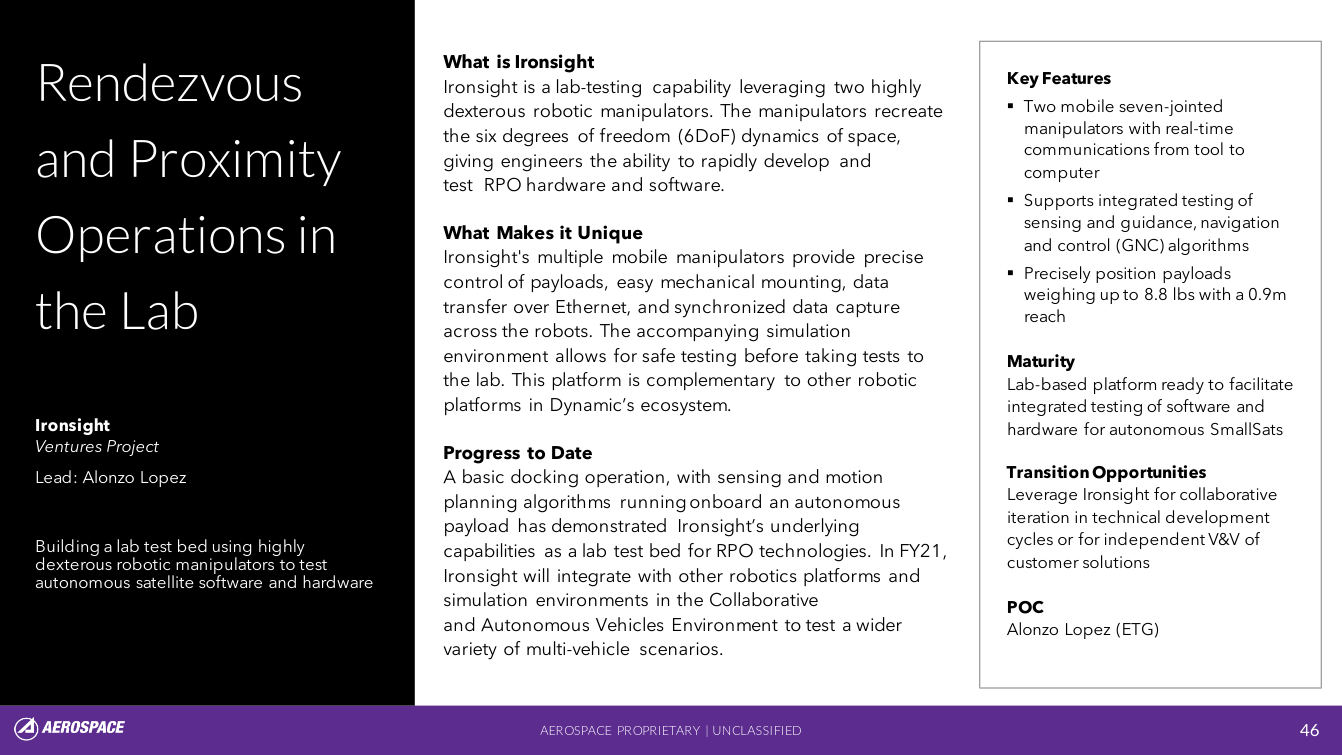 Rendezvous
and Proximity
Operations in
the Lab
Ironsight
Ventures Project
Lead: Alonzo Lopez
Building a lab test bed using highly
dexterous robotic manipulators to test
autonomous satellite software and hardware
What is Ironsight
Ironsight is a lab-testing capability leveraging two highly
dexterous robotic manipulators. The manipulators recreate
the six degrees of freedom (6DoF) dynamics of space,
giving engineers the ability to rapidly develop and
test RPO hardware and software.
What Makes it Unique
Ironsight's multiple mobile manipulators provide precise
control of payloads, easy mechanical mounting, data
transfer over Ethernet, and synchronized data capture
across the robots. The accompanying simulation
environment allows for safe testing before taking tests to
the lab. This platform is complementary to other robotic
platforms in Dynamic’s ecosystem.
Progress to Date
A basic docking operation, with sensing and motion
planning algorithms running onboard an autonomous
payload has demonstrated Ironsight’s underlying
capabilities as a lab test bed for RPO technologies. In FY21,
Ironsight will integrate with other robotics platforms and
simulation environments in the Collaborative
and Autonomous Vehicles Environment to test a wider
variety of multi-vehicle scenarios.
Key Features
▪ Two mobile seven-jointed
manipulators with real-time
communications from tool to
computer
▪ Supports integrated testing of
sensing and guidance, navigation
and control (GNC) algorithms
▪ Precisely position payloads
weighing up to 8.8 lbs with a 0.9m
reach
Maturity
Lab-based platform ready to facilitate
integrated testing of software and
hardware for autonomous SmallSats
Transition Opportunities
Leverage Ironsight for collaborative
iteration in technical development
cycles or for independent V&V of
customer solutions
POC
Alonzo Lopez (ETG)
AEROSPACE
AEROSPACE PROPRIETARY | UNCLASSIFIED
46